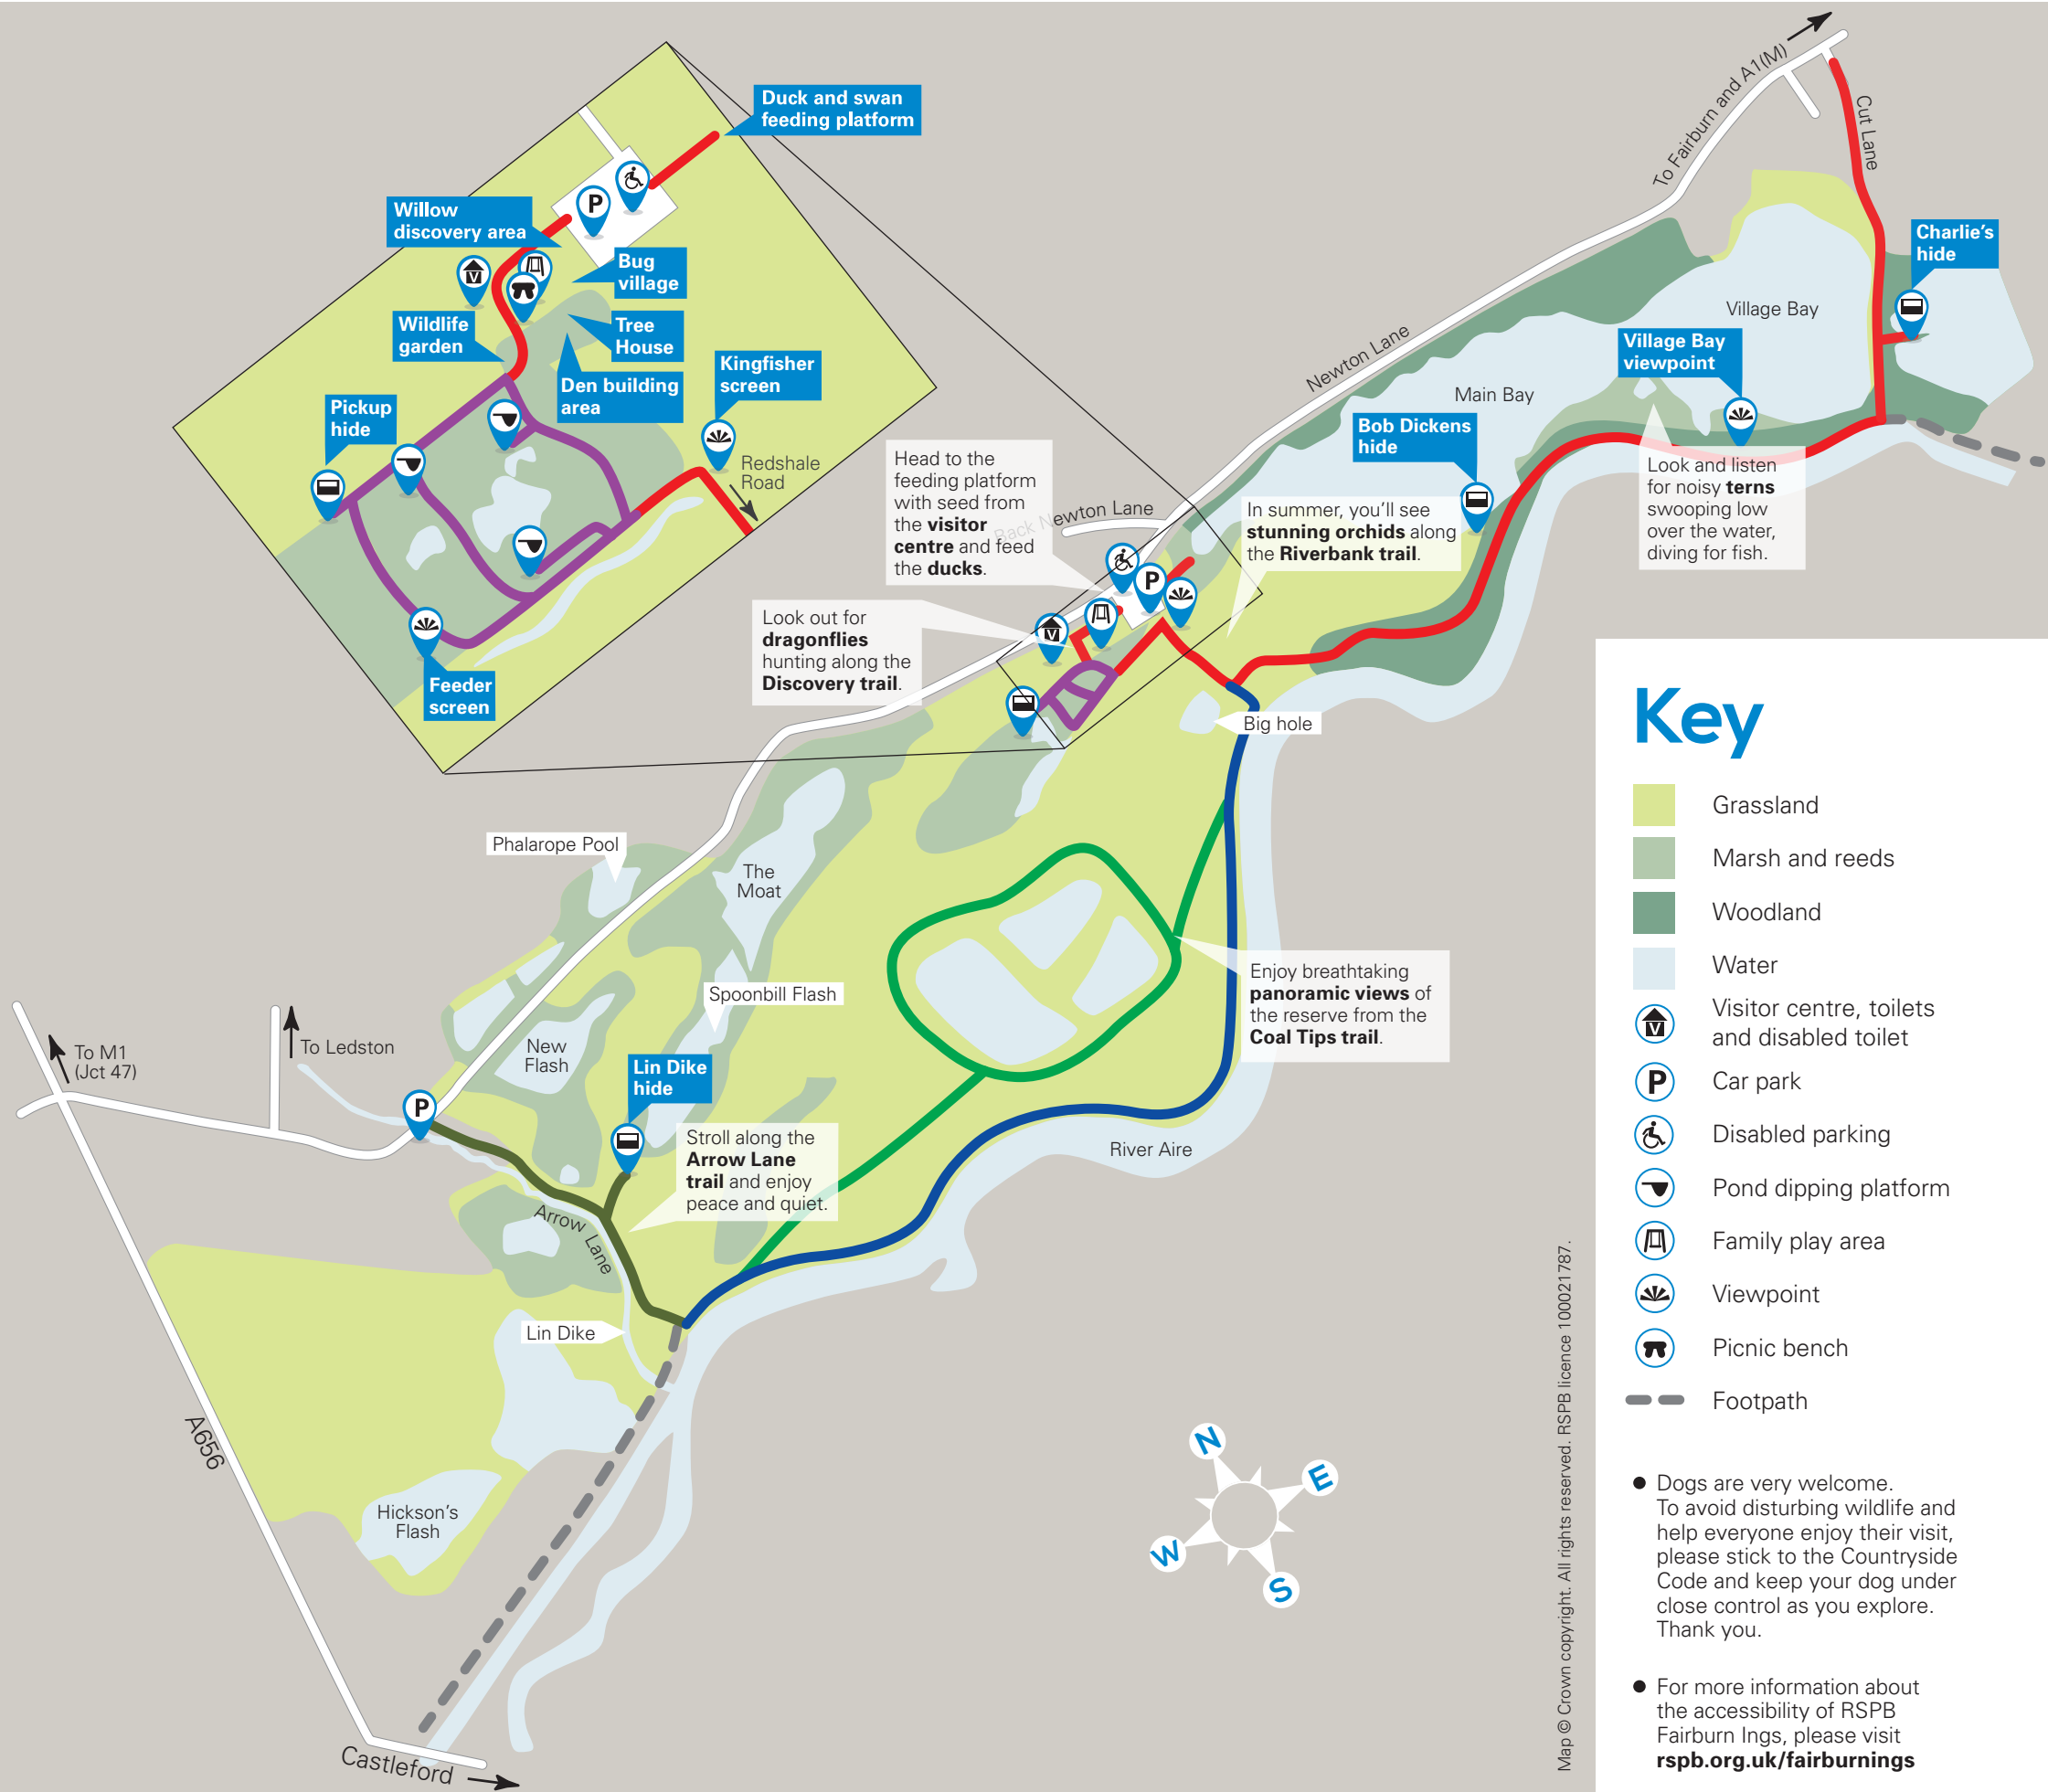 Duck and swan
feeding platform
Willow
discovery area
Bug
village
Wildlife
garden
Tree
House
Den building
area
Kingfisher
screen
Pickup
hide
Redshale
Road
Feeder
screen
P
V
To Fairburn and A1(M)
Cut Lane
Charlie's
hide
Village Bay
Village Bay
viewpoint
Newton Lane
Main Bay
Bob Dickens
hide
Look and listen
for noisy terns
swooping low
over the water,
diving for fish.
Head to the
feeding platform
with seed from
the visitor
centre and feed
the ducks.
Back Newton Lane
In summer, you'll see
stunning orchids along
the Riverbank trail.
Look out for
dragonflies
hunting along the
Discovery trail.
P
V
Big hole
Phalarope Pool
The
Moat
Spoonbill Flash
Enjoy breathtaking
panoramic views of
the reserve from the
Coal Tips trail.
To M1
(Jct 47)
To Ledston
New
Flash
Lin Dike
hide
P
Stroll along the
Arrow Lane
trail and enjoy
peace and quiet.
River Aire
Arrow Lane
Lin Dike
A656
Hickson's
Flash
Castleford
N
E
S
W
Map © Crown copyright. All rights reserved. RSPB licence 100021787.
Key
Grassland
Marsh and reeds
Woodland
Water
V
Visitor centre, toilets
and disabled toilet
P
Car park
Disabled parking
Pond dipping platform
Family play area
Viewpoint
Picnic bench
Footpath
● Dogs are very welcome.
To avoid disturbing wildlife and
help everyone enjoy their visit,
please stick to the Countryside
Code and keep your dog under
close control as you explore.
Thank you.
● For more information about
the accessibility of RSPB
Fairburn Ings, please visit
rspb.org.uk/fairburnings